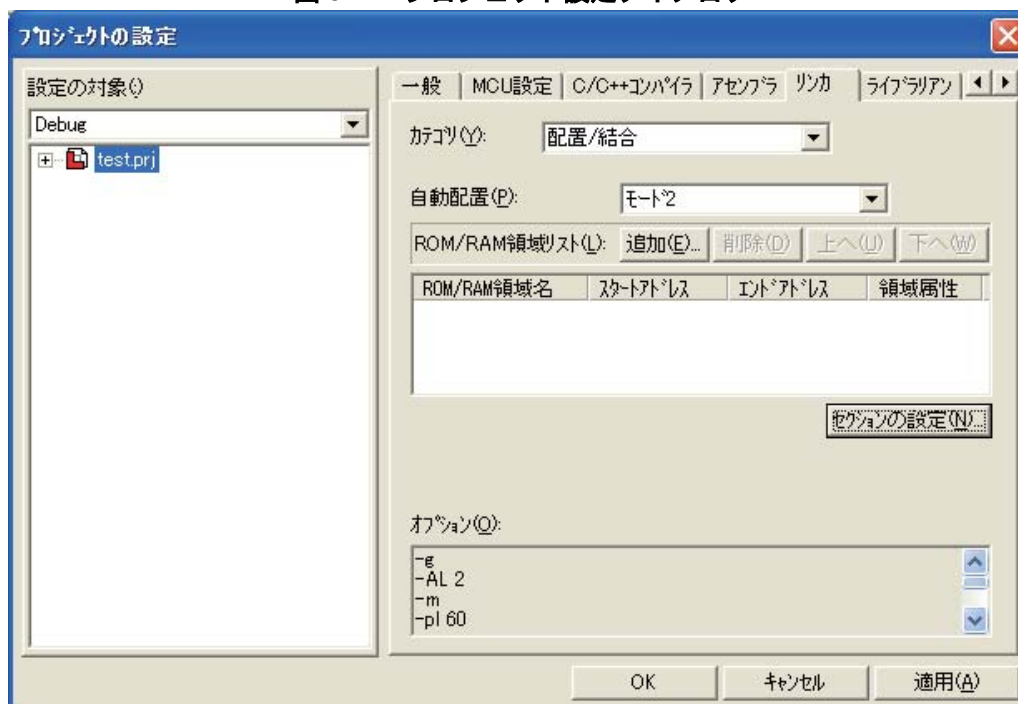 プロジェクトの設定
設定の対象()
Debug
test.prj
一般 MCU設定 C/C++コンパイラ アセンブラ リンカ ライブラリアン
カテゴリ(Y): 配置/結合
自動配置(P): モード2
ROM/RAM領域リスト(L): 追加(E)... 削除(D) 上へ(U) 下へ(W)
ROM/RAM領域名 スタートアドレス エンドアドレス 領域属性
セクションの設定(N)...
オプション(O):
-g
-AL 2
-m
-pl 60
OK キャンセル 適用(A)